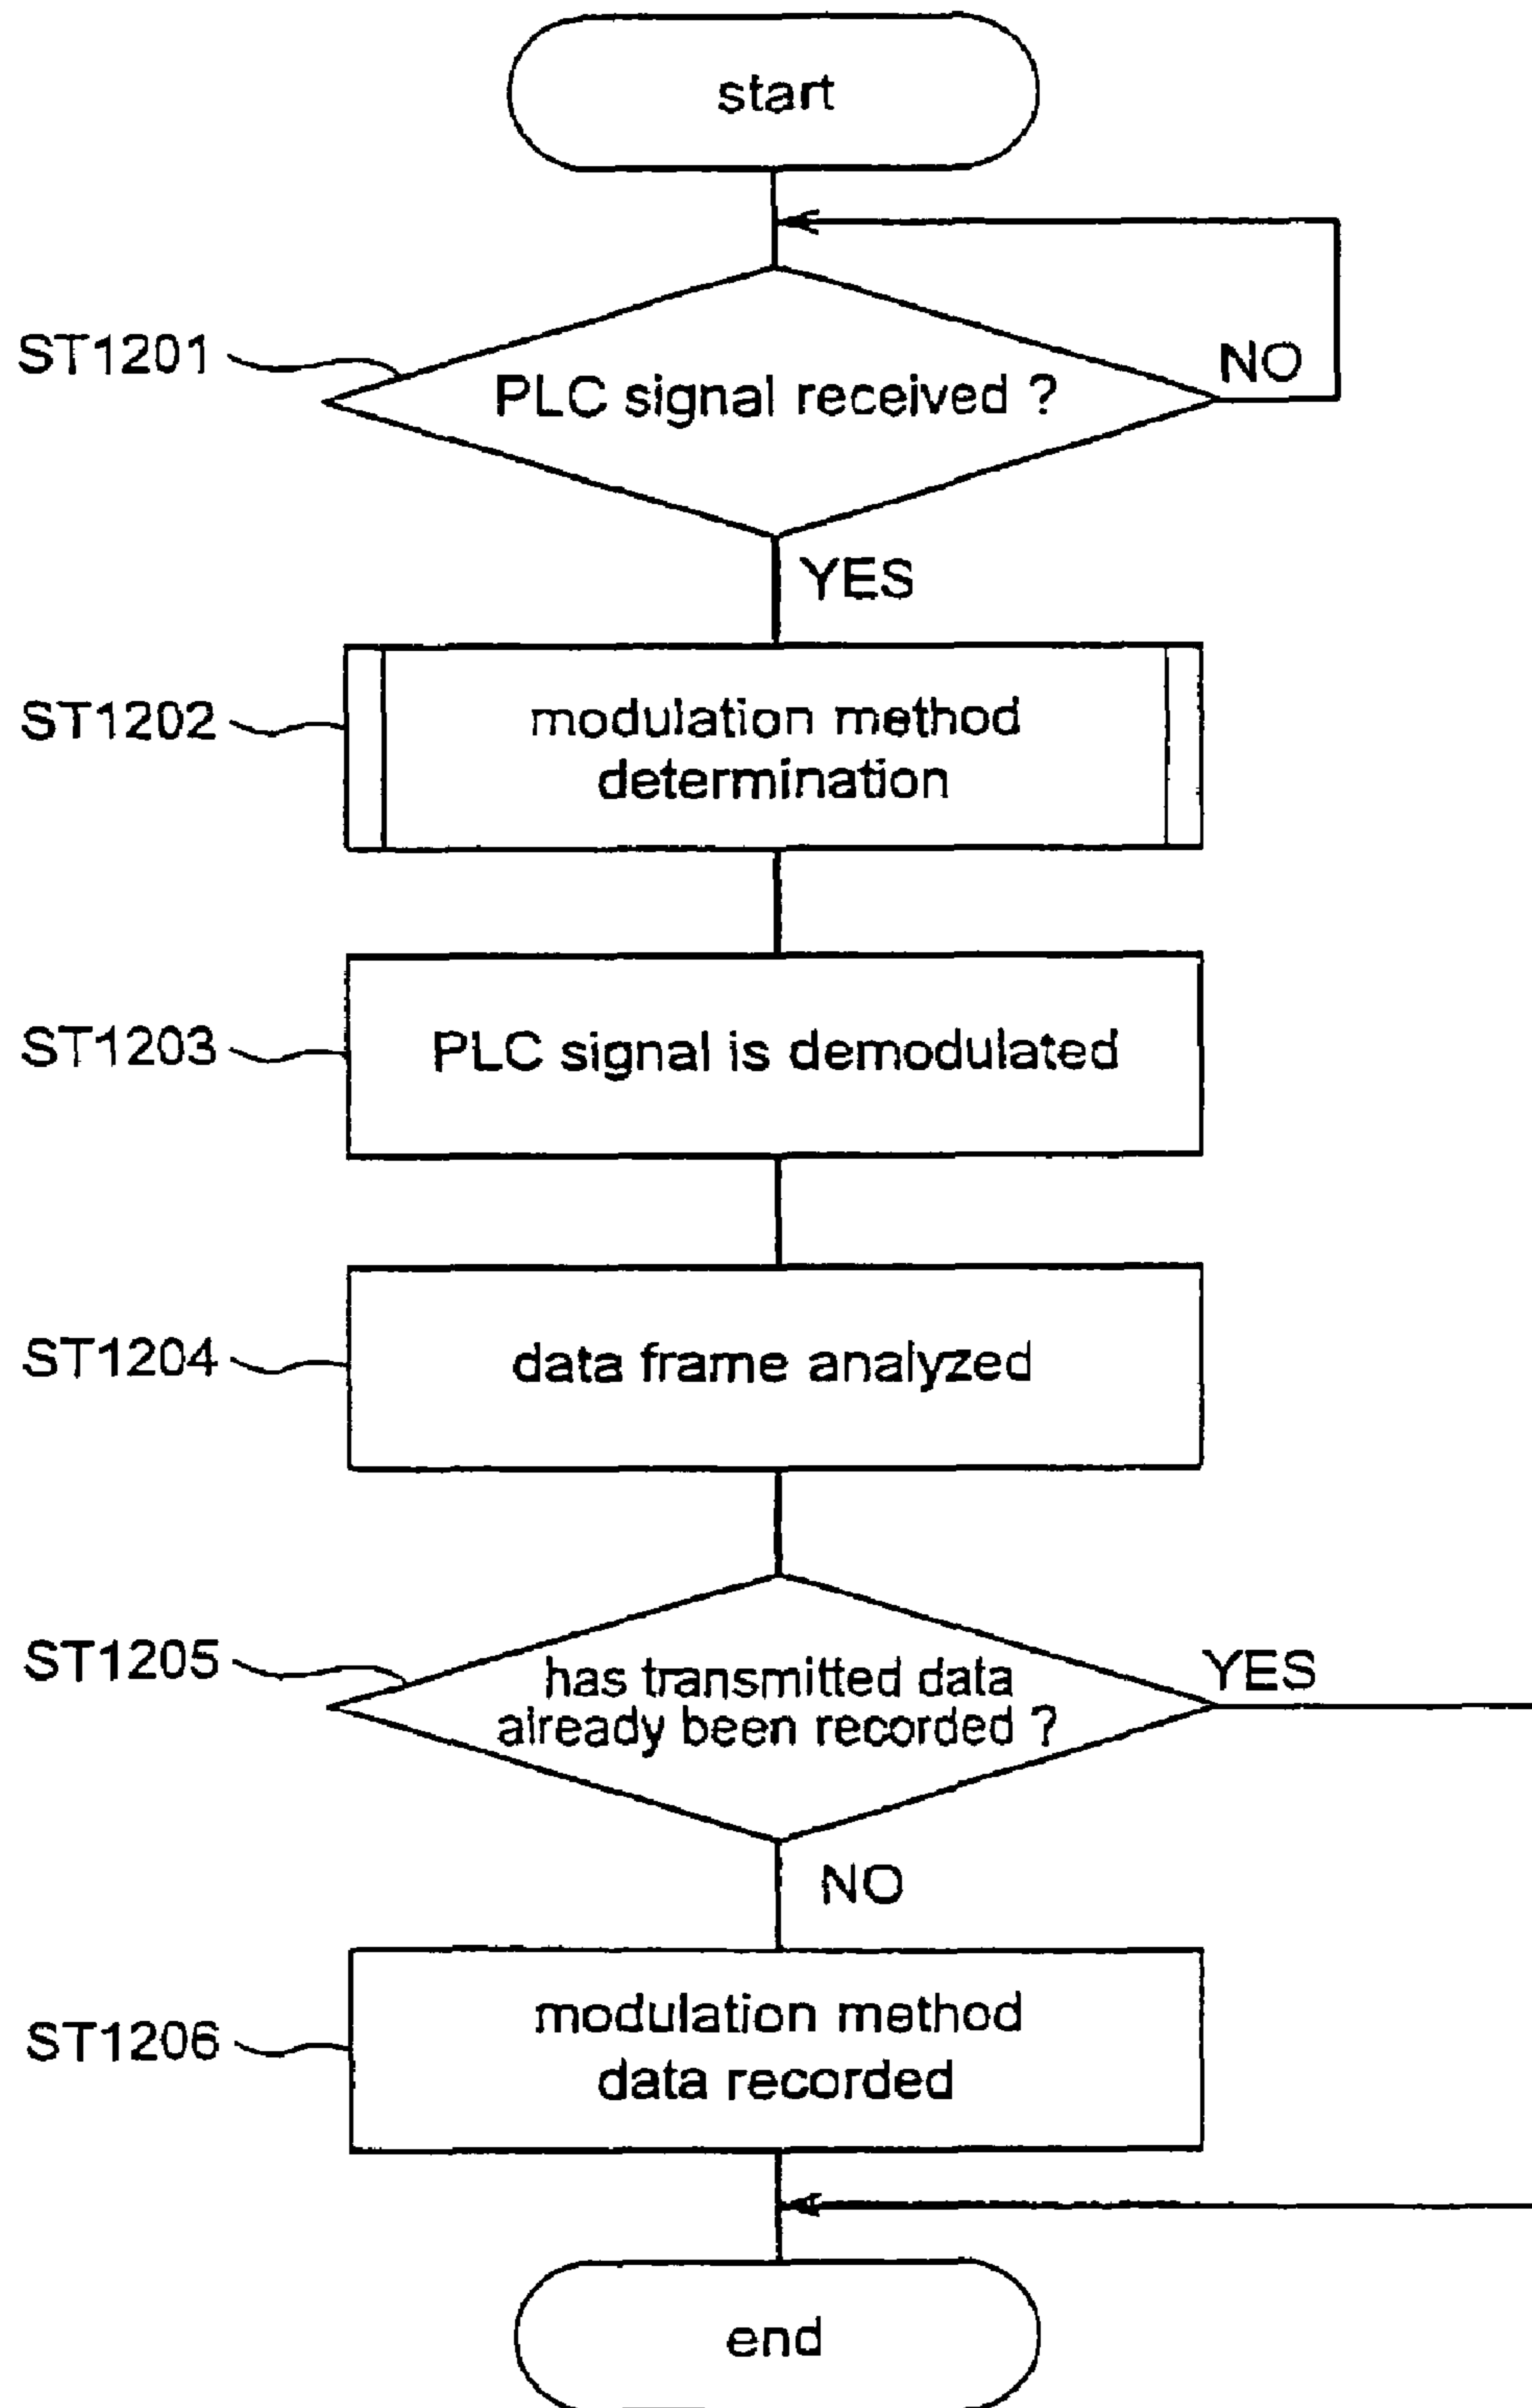 start
ST1201
PLC signal received ?
NO
YES
ST1202
modulation method
determination
ST1203
PLC signal is demodulated
ST1204
data frame analyzed
ST1205
has transmitted data
already been recorded ?
YES
NO
ST1206
modulation method
data recorded
end